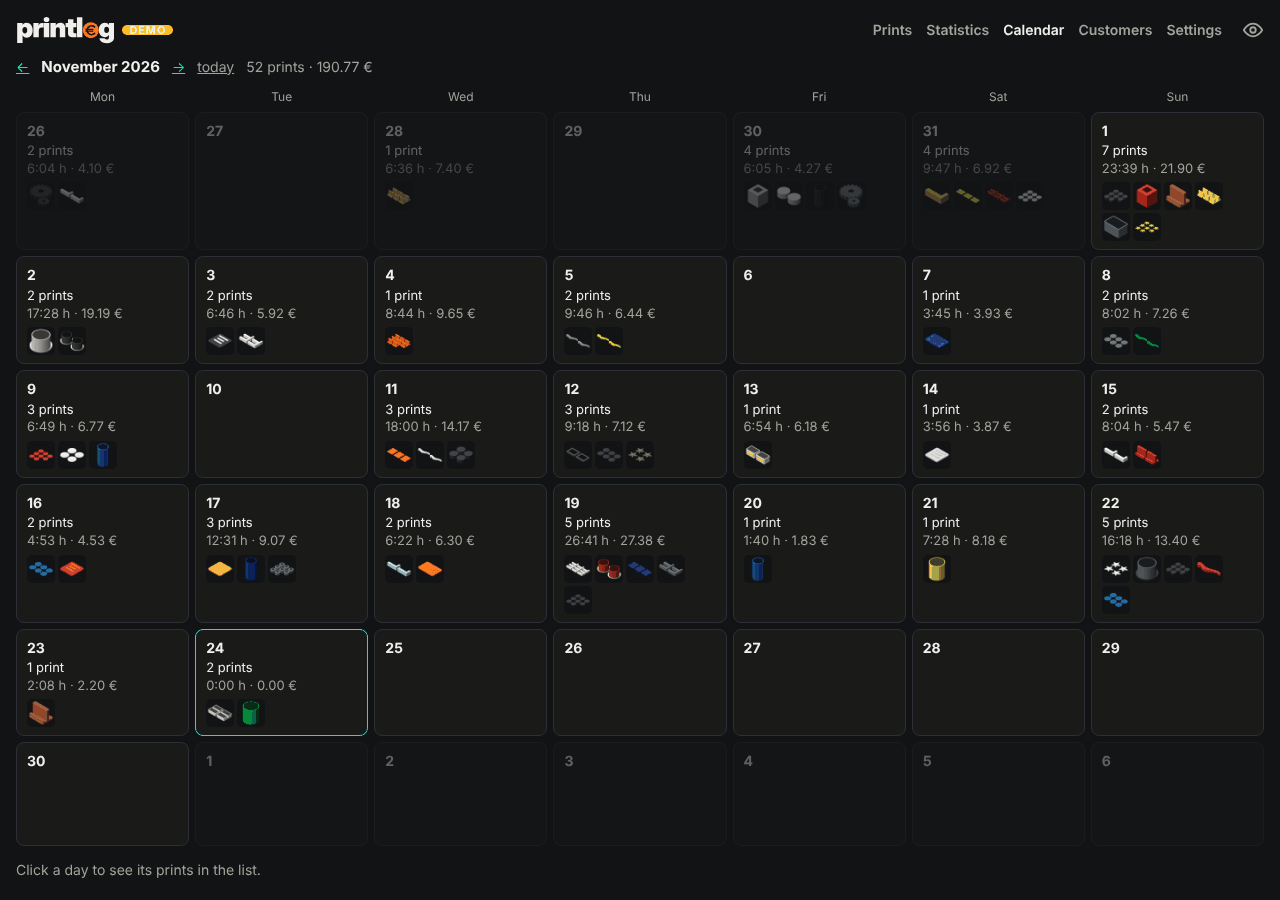 printl€g DEMO Prints Statistics Calendar Customers Settings
← November 2026 → today 52 prints · 190.77 €
Mon Tue Wed Thu Fri Sat Sun
26 27 28 29 30 31 1
2 prints 1 print 4 prints 4 prints 7 prints
6:04 h · 4.10 € 6:36 h · 7.40 € 6:05 h · 4.27 € 9:47 h · 6.92 € 23:39 h · 21.90 €
2 3 4 5 6 7 8
2 prints 2 prints 1 print 2 prints 1 print 2 prints
17:28 h · 19.19 € 6:46 h · 5.92 € 8:44 h · 9.65 € 9:46 h · 6.44 € 3:45 h · 3.93 € 8:02 h · 7.26 €
9 10 11 12 13 14 15
3 prints 3 prints 3 prints 1 print 1 print 2 prints
6:49 h · 6.77 € 18:00 h · 14.17 € 9:18 h · 7.12 € 6:54 h · 6.18 € 3:56 h · 3.87 € 8:04 h · 5.47 €
16 17 18 19 20 21 22
2 prints 3 prints 2 prints 5 prints 1 print 1 print 5 prints
4:53 h · 4.53 € 12:31 h · 9.07 € 6:22 h · 6.30 € 26:41 h · 27.38 € 1:40 h · 1.83 € 7:28 h · 8.18 € 16:18 h · 13.40 €
23 24 25 26 27 28 29
1 print 2 prints
2:08 h · 2.20 € 0:00 h · 0.00 €
30 1 2 3 4 5 6
Click a day to see its prints in the list.